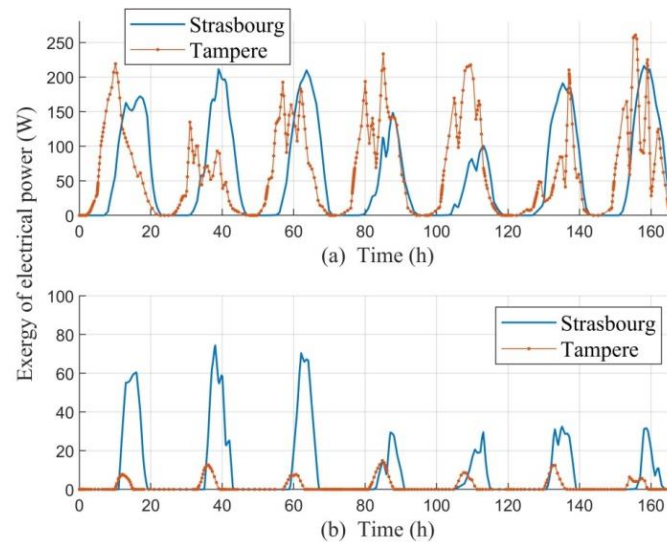 Strasbourg
Tampere
250
200
150
100
50
0
0 20 40 60 80 100 120 140 160
(a) Time (h)
Exergy of electrical power (W)
100
80
60
40
20
0
Strasbourg
Tampere
0 20 40 60 80 100 120 140 160
(b) Time (h)